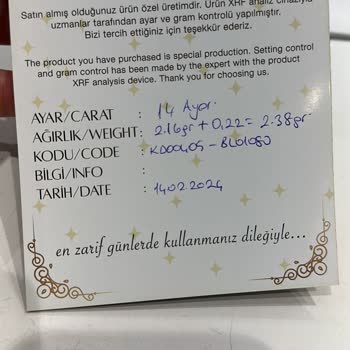 Satın almış olduğunuz ürün özel üretimdir. Ürün XRF analiz cihazıyla
uzmanlar tarafından ayar ve gram kontrolü yapılmıştır.
Bizi tercih ettiğiniz için teşekkür ederiz.
The product you have purchased is special production. Setting control
and gram control has been made by the expert with the product
XRF analysis device. Thank you for choosing us.
AYAR/CARAT : 14 Ayar
AĞIRLIK/WEIGHT: 2.16gr + 0,22 = 2.38gr
KODU/CODE :
BİLGİ/INFO :
TARİH/DATE : 14.02.2024
en zarif günlerde kullanmanız dileğiyle...